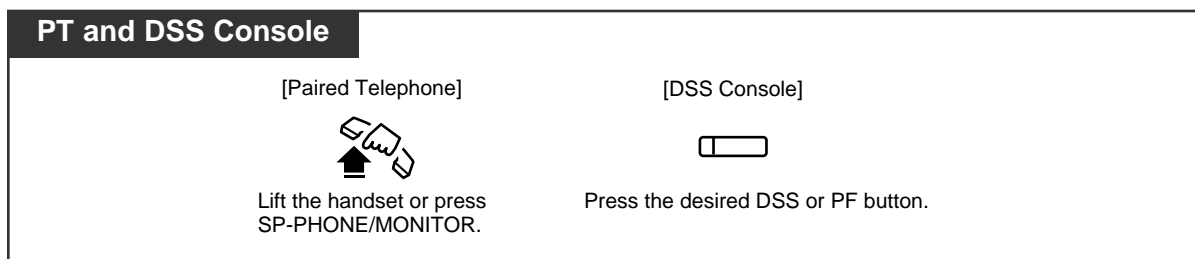 PT and DSS Console
[Paired Telephone]
[DSS Console]
Lift the handset or press
SP-PHONE/MONITOR.
Press the desired DSS or PF button.